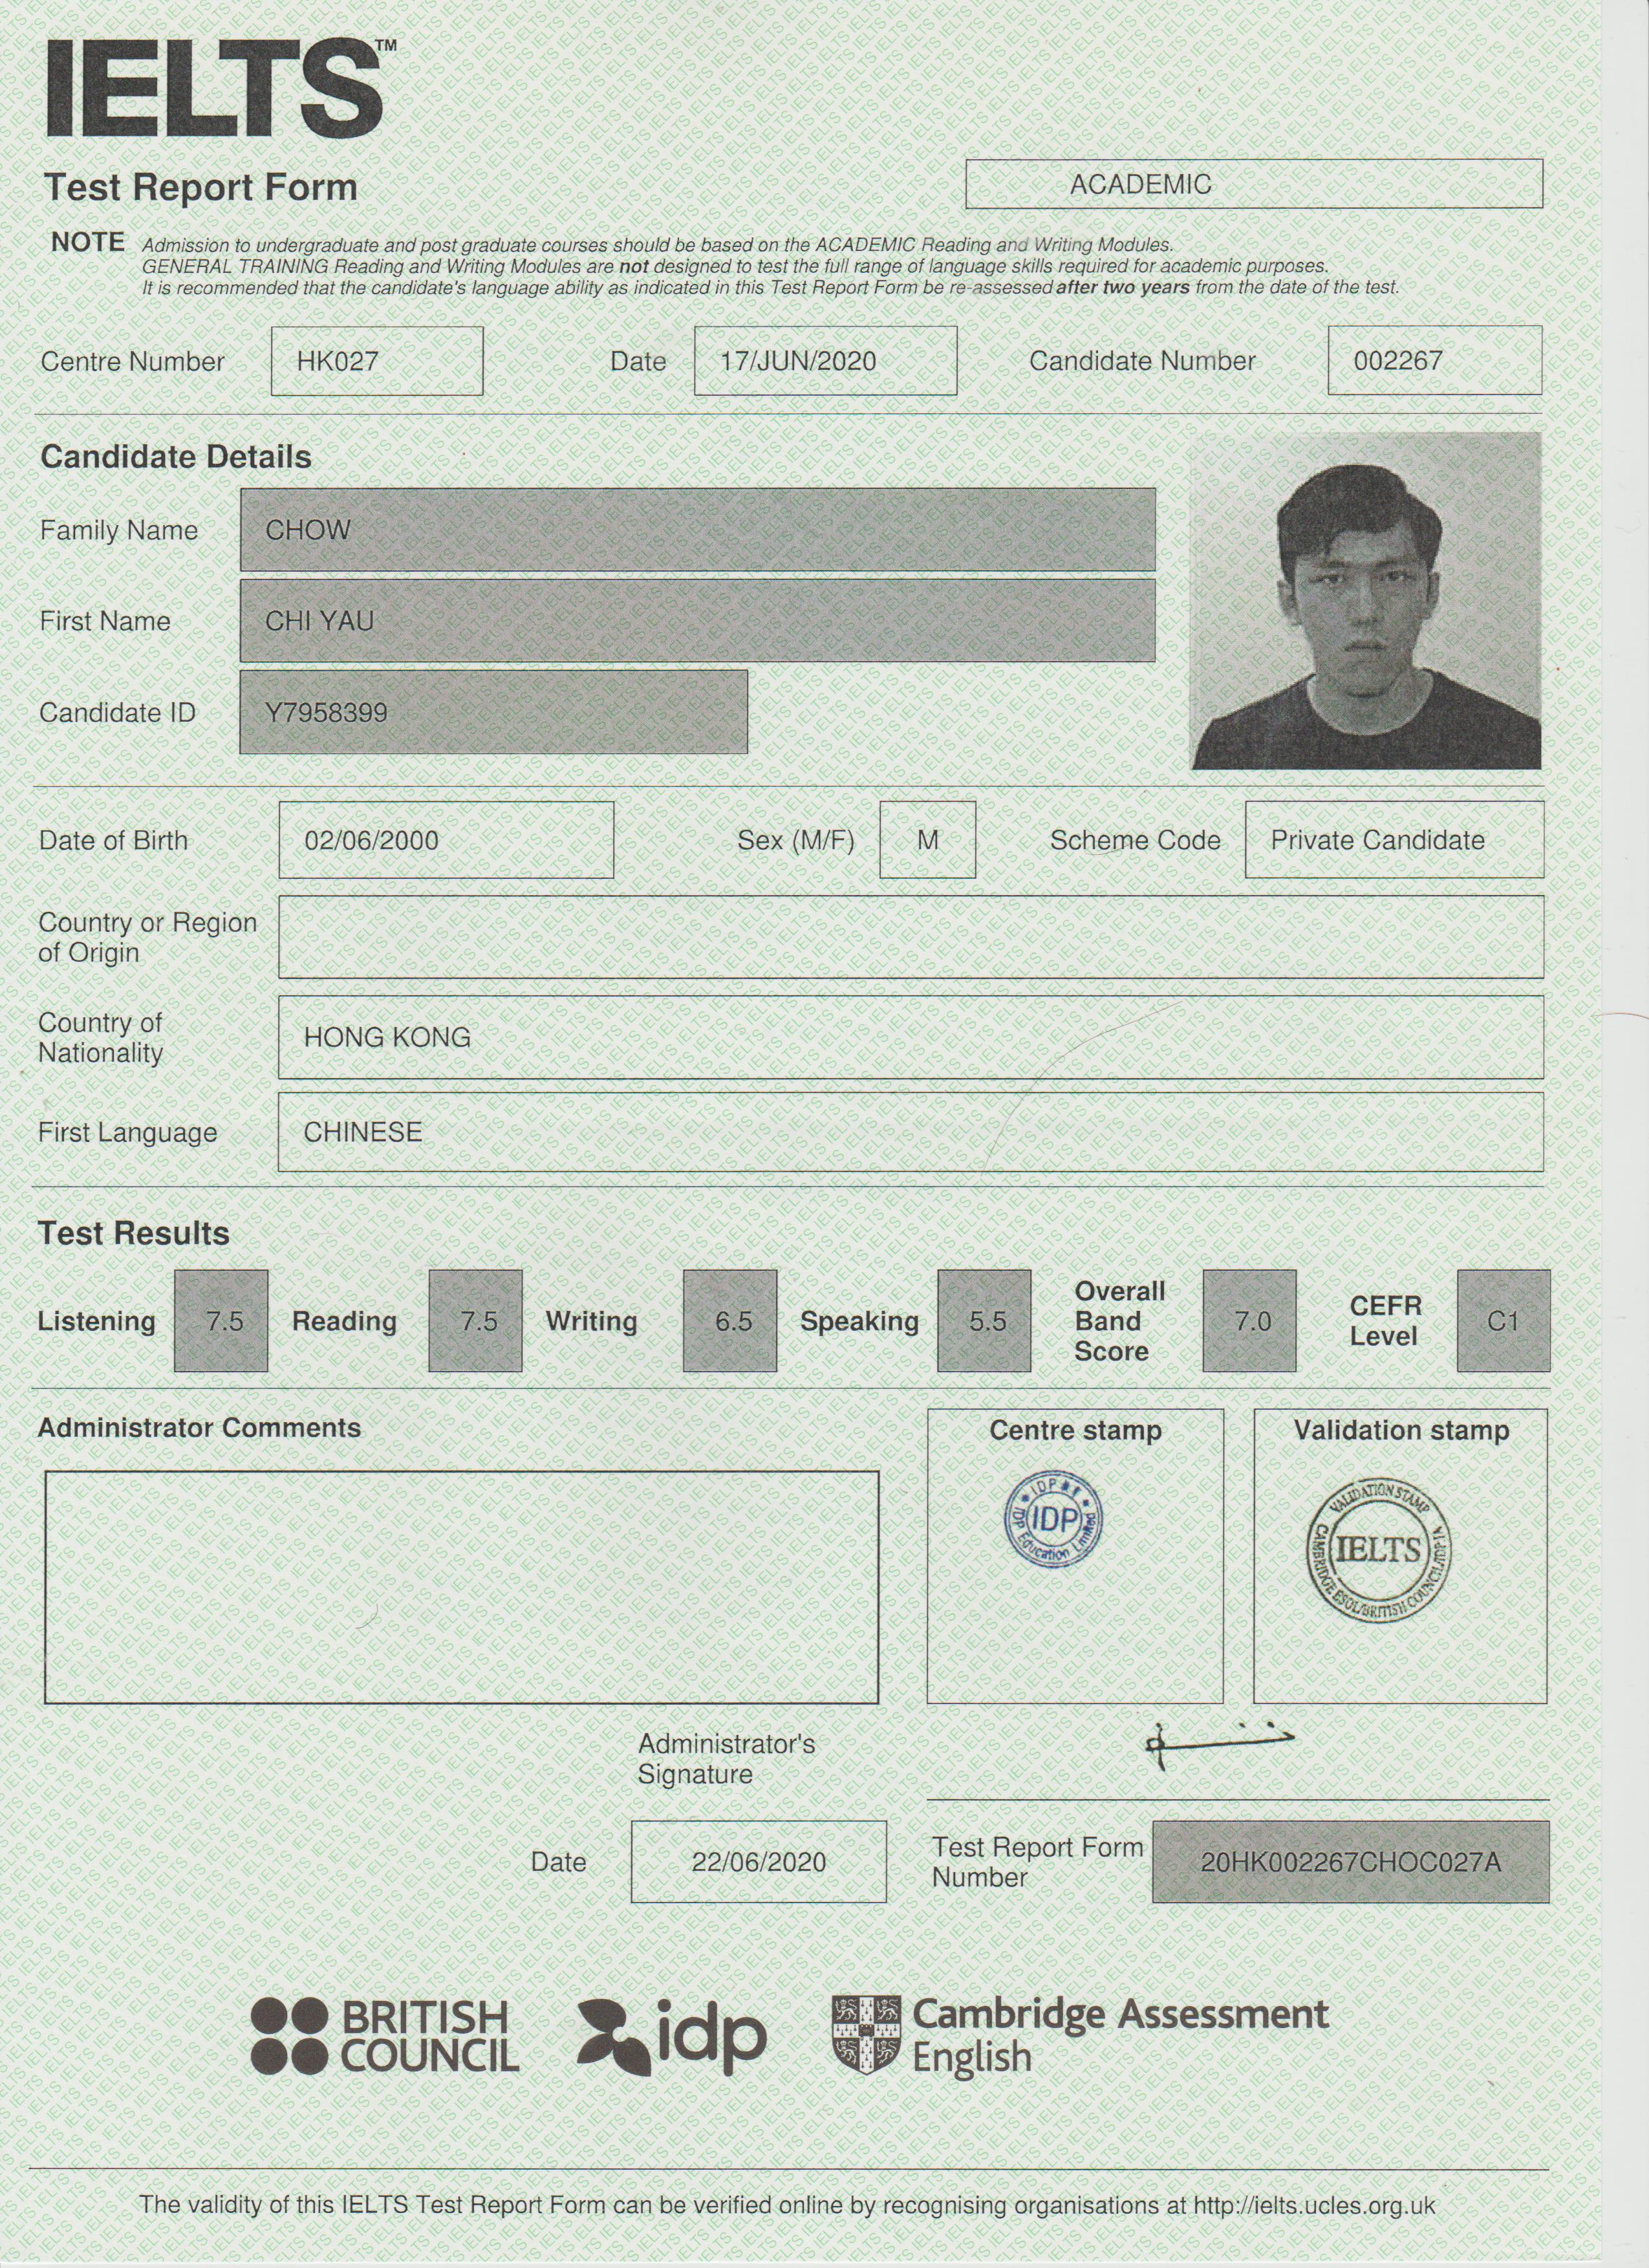 IELTS™
Test Report Form
ACADEMIC
NOTE Admission to undergraduate and post graduate courses should be based on the ACADEMIC Reading and Writing Modules.
GENERAL TRAINING Reading and Writing Modules are not designed to test the full range of language skills required for academic purposes.
It is recommended that the candidate's language ability as indicated in this Test Report Form be re-assessed after two years from the date of the test.
Centre Number HK027 Date 17/JUN/2020 Candidate Number 002267
Candidate Details
Family Name CHOW
First Name CHI YAU
Candidate ID Y7958399
Date of Birth 02/06/2000 Sex (M/F) M Scheme Code Private Candidate
Country or Region
of Origin
Country of
Nationality
HONG KONG
First Language CHINESE
Test Results
Listening 7.5 Reading 7.5 Writing 6.5 Speaking 5.5 Overall Band Score 7.0 CEFR Level C1
Administrator Comments
Centre stamp
IDP
IDP
IDP Education Limited
Validation stamp
VALIDATION STAMP
IELTS
CAMBRIDGE ESOL/BRITISH COUNCIL/IDP:IA
Administrator's
Signature
Date 22/06/2020
Test Report Form
Number
20HK002267CHOC027A
BRITISH
COUNCIL
idp
Cambridge Assessment
English
The validity of this IELTS Test Report Form can be verified online by recognising organisations at http://ielts.ucles.org.uk